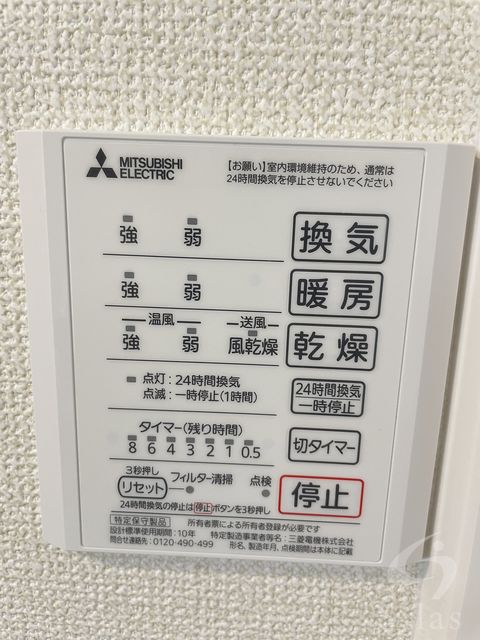 MITSUBISHI
ELECTRIC
【お願い】室内環境維持のため、通常は
24時間換気を停止させないでください
強 弱 換気
強 弱 暖房
温風 送風
強 弱 風乾燥 乾燥
点灯:24時間換気
点滅:一時停止(1時間)
24時間換気
一時停止
タイマー(残り時間)
8 6 4 3 2 1 0.5
切タイマー
3秒押し
リセット フィルター清掃 点検
停止
24時間換気の停止は停止ボタンを3秒押し
特定保守製品 所有者票による所有者登録が必要です
設計標準使用期間:10年 特定製造事業者等名:三菱電機株式会社
問合せ連絡先:0120-490-499 形名、製造年月、点検期間は本体に記載